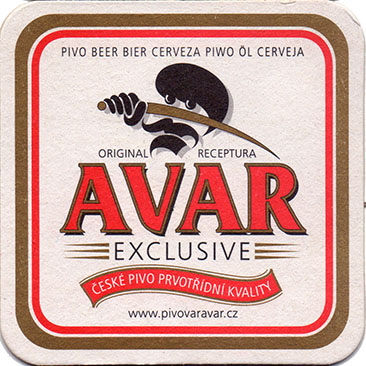 PIVO BEER BIER CERVEZA PIWO ÖL CERVEJA
ORIGINAL RECEPTURA
AVAR
EXCLUSIVE
ČESKÉ PIVO PRVOTŘÍDNÍ KVALITY
www.pivovaravar.cz